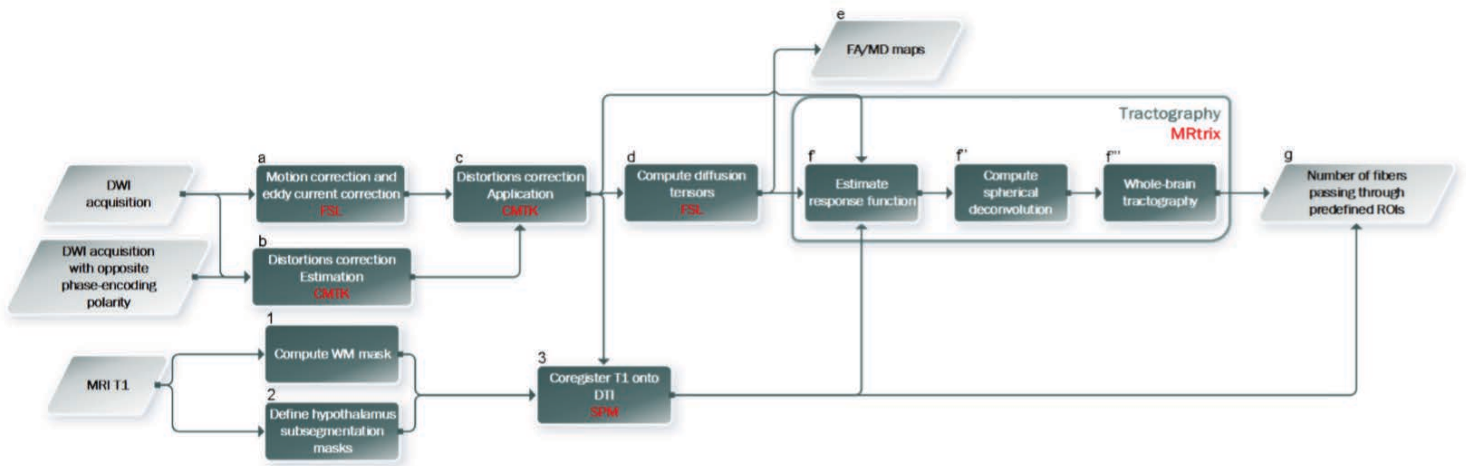 e
FA/MD maps
Tractography
MRtrix
a
Motion correction and
eddy current correction
FSL
c
Distortions correction
Application
CMTK
d
Compute diffusion
tensors
FSL
f'
Estimate
response function
f''
Compute
spherical
deconvolution
f'''
Whole-brain
tractography
g
Number of fibers
passing through
predefined ROIs
DWI
acquisition
DWI acquisition
with opposite
phase-encoding
polarity
b
Distortions correction
Estimation
CMTK
1
Compute WM mask
MRI T1
2
Define hypothalamus
subsegmentation
masks
3
Coregister T1 onto
DTI
SPM